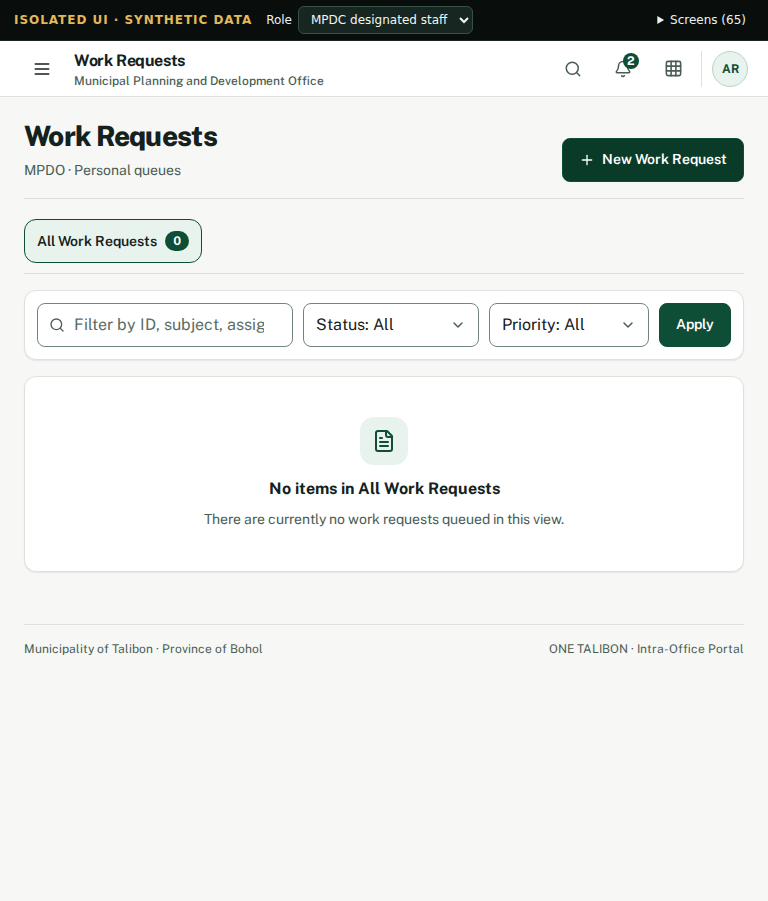 ISOLATED UI · SYNTHETIC DATA Role MPDC designated staff Screens (65)
Work Requests
Municipal Planning and Development Office
2
AR
Work Requests
MPDO · Personal queues
New Work Request
All Work Requests 0
Filter by ID, subject, assig
Status: All
Priority: All
Apply
No items in All Work Requests
There are currently no work requests queued in this view.
Municipality of Talibon · Province of Bohol
ONE TALIBON · Intra-Office Portal